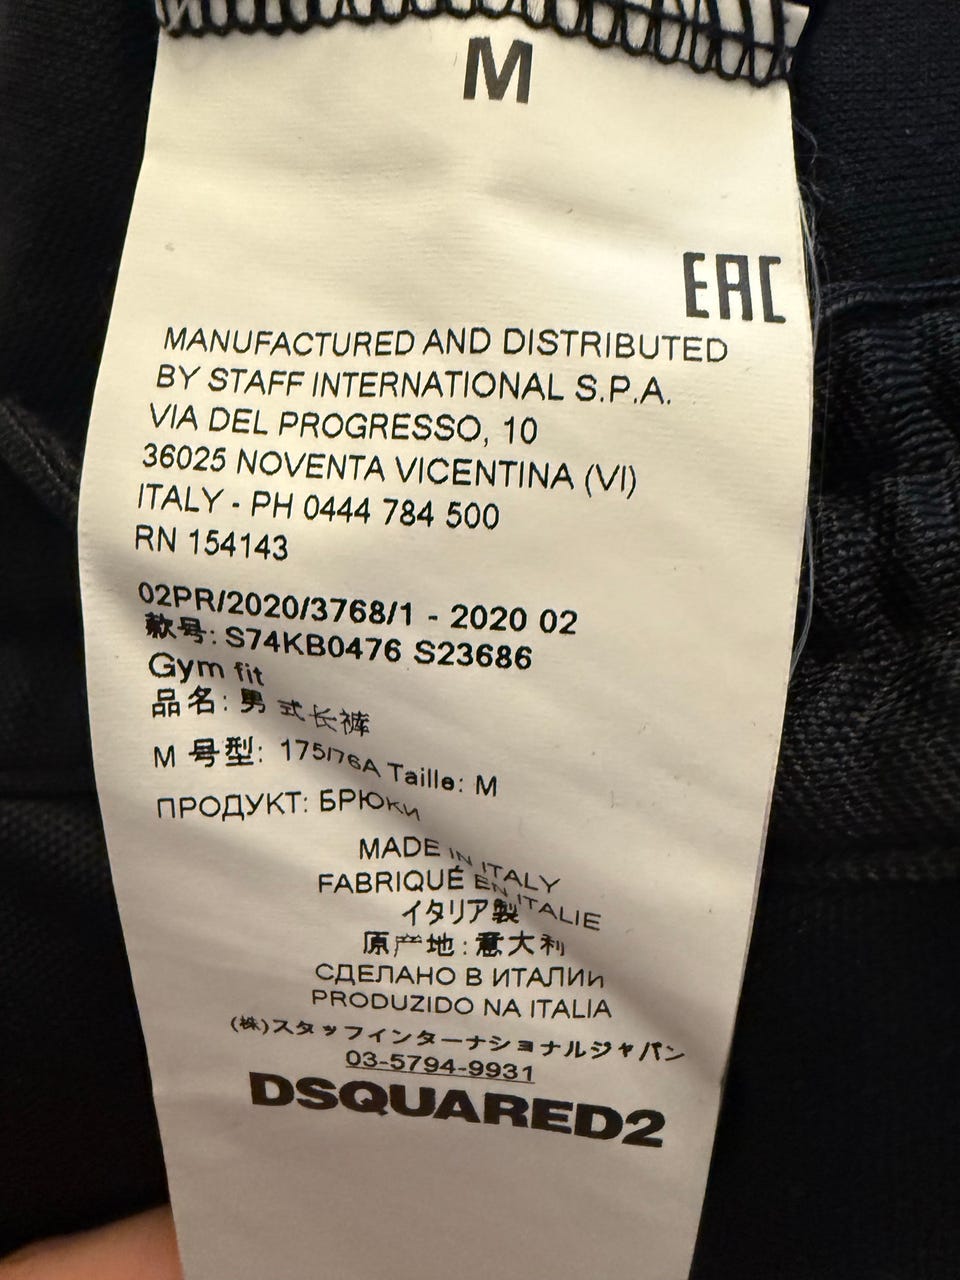 M
EAC
MANUFACTURED AND DISTRIBUTED
BY STAFF INTERNATIONAL S.P.A.
VIA DEL PROGRESSO, 10
36025 NOVENTA VICENTINA (VI)
ITALY - PH 0444 784 500
RN 154143
02PR/2020/3768/1 - 2020 02
款号: S74KB0476 S23686
Gym fit
品名: 男式长裤
M 号型: 175/76A Taille: M
ПРОДУКТ: БРЮКИ
MADE IN ITALY
FABRIQUÉ EN ITALIE
イタリア製
原产地: 意大利
СДЕЛАНО В ИТАЛИИ
PRODUZIDO NA ITALIA
(株)スタッフインターナショナルジャパン
03-5794-9931
DSQUARED2